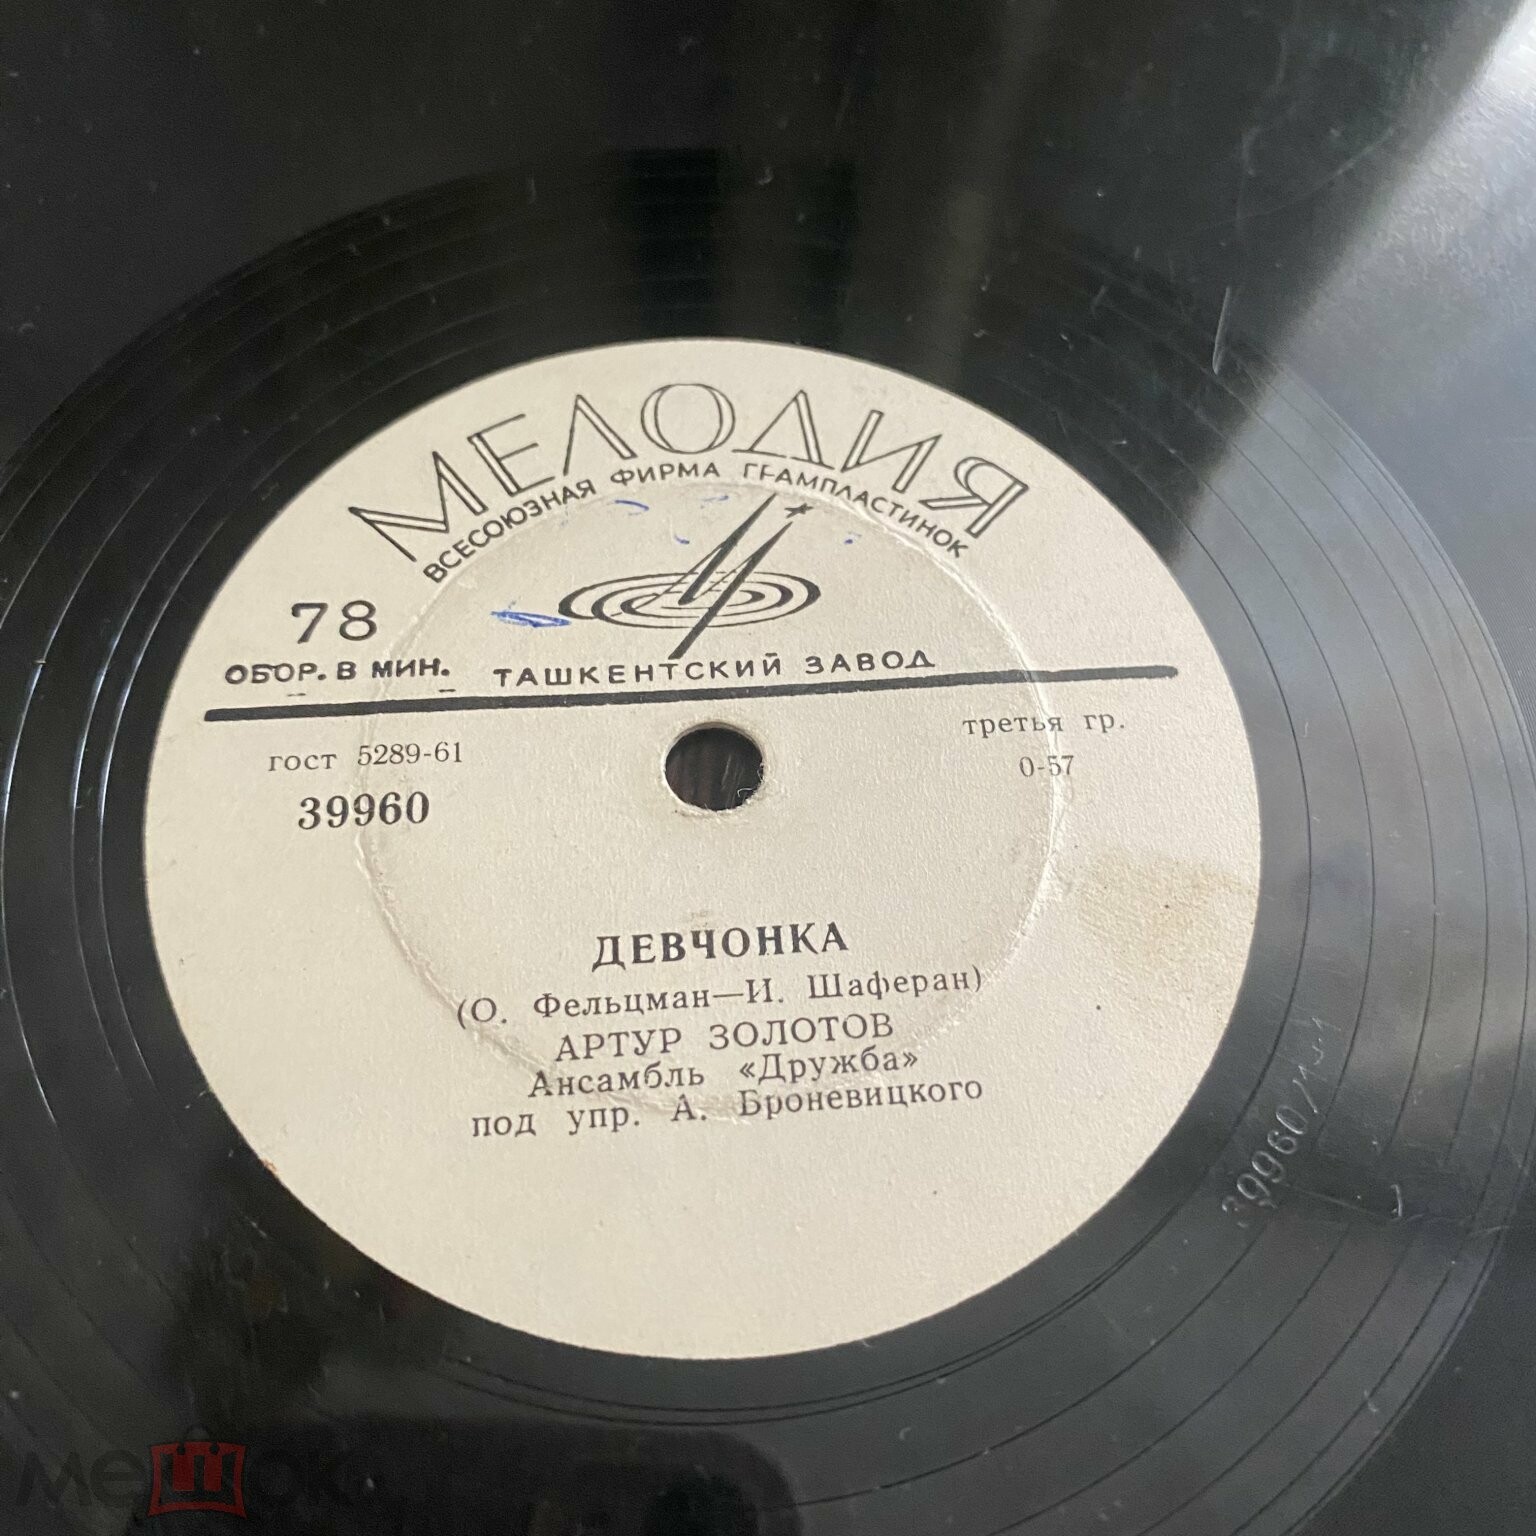 МЕЛОДИЯ
ВСЕСОЮЗНАЯ ФИРМА ГРАМПЛАСТИНОК
78
ОБОР. В МИН. ТАШКЕНТСКИЙ ЗАВОД
гост 5289-61 третья гр.
39960 0-57
ДЕВЧОНКА
(О. Фельцман—И. Шаферан)
АРТУР ЗОЛОТОВ
Ансамбль «Дружба»
под упр. А. Броневицкого
39960/
мешок